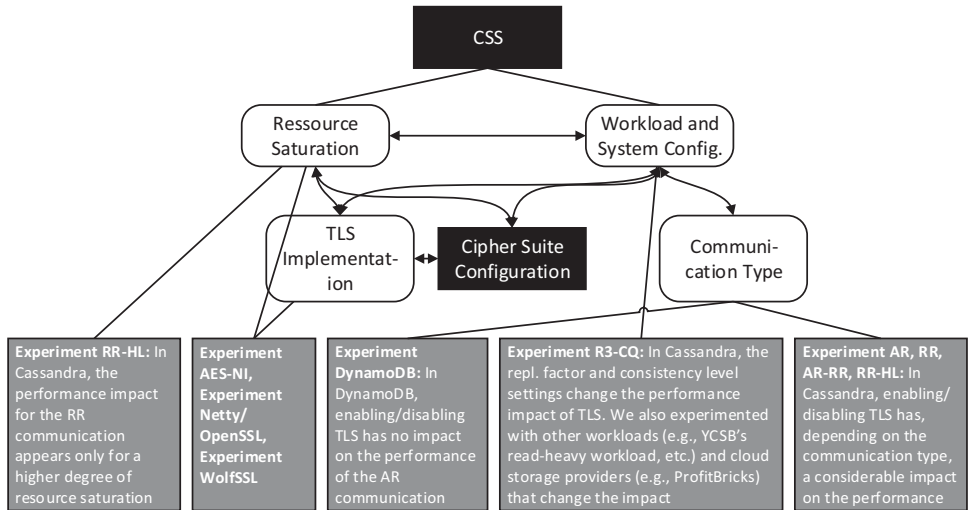 CSS
Ressource
Saturation
Workload and
System Config.
TLS
Implementat-
ion
Cipher Suite
Configuration
Communi-
cation Type
Experiment RR-HL: In
Cassandra, the
performance impact
for the RR
communication
appears only for a
higher degree of
resource saturation
Experiment
AES-NI,
Experiment
Netty/
OpenSSL,
Experiment
WolfSSL
Experiment
DynamoDB: In
DynamoDB,
enabling/disabling
TLS has no impact on
the performance
of the AR
communication
Experiment R3-CQ: In Cassandra, the
repl. factor and consistency level
settings change the performance
impact of TLS. We also experimented
with other workloads (e.g., YCSB’s
read-heavy workload, etc.) and cloud
storage providers (e.g., ProfitBricks)
that change the impact
Experiment AR, RR,
AR-RR, RR-HL: In
Cassandra, enabling/
disabling TLS has,
depending on the
communication type,
a considerable impact
on the performance